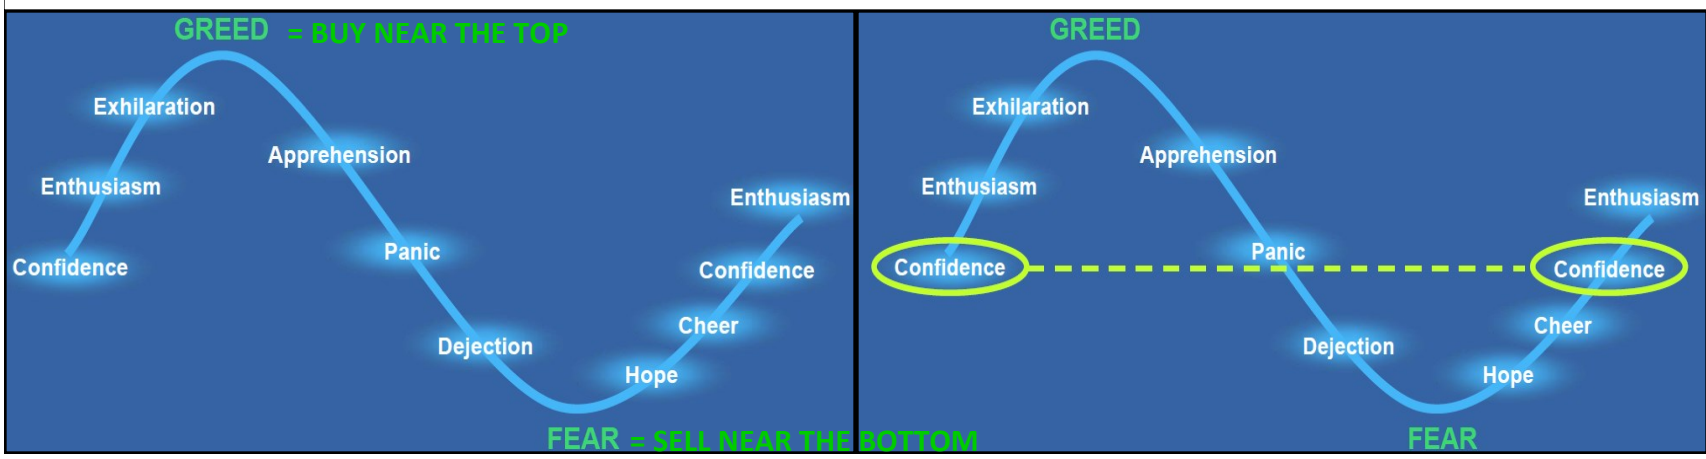 GREED = BUY NEAR THE TOP
Exhilaration
Apprehension
Enthusiasm
Enthusiasm
Panic
Confidence
Confidence
Cheer
Dejection
Hope
FEAR = SELL NEAR THE BOTTOM
GREED
Exhilaration
Apprehension
Enthusiasm
Enthusiasm
Panic
Confidence
Confidence
Cheer
Dejection
Hope
FEAR